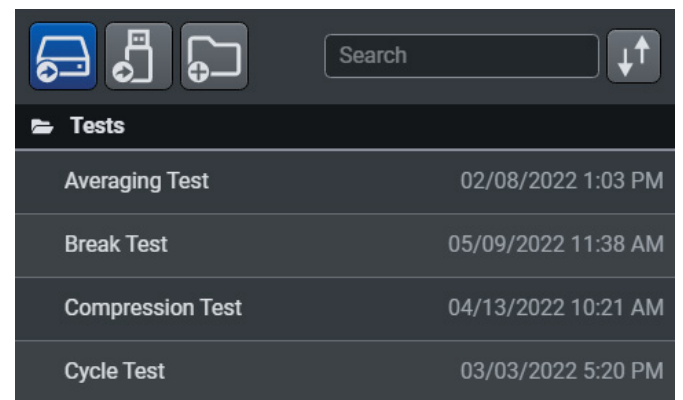 Search
Tests
Averaging Test 02/08/2022 1:03 PM
Break Test 05/09/2022 11:38 AM
Compression Test 04/13/2022 10:21 AM
Cycle Test 03/03/2022 5:20 PM